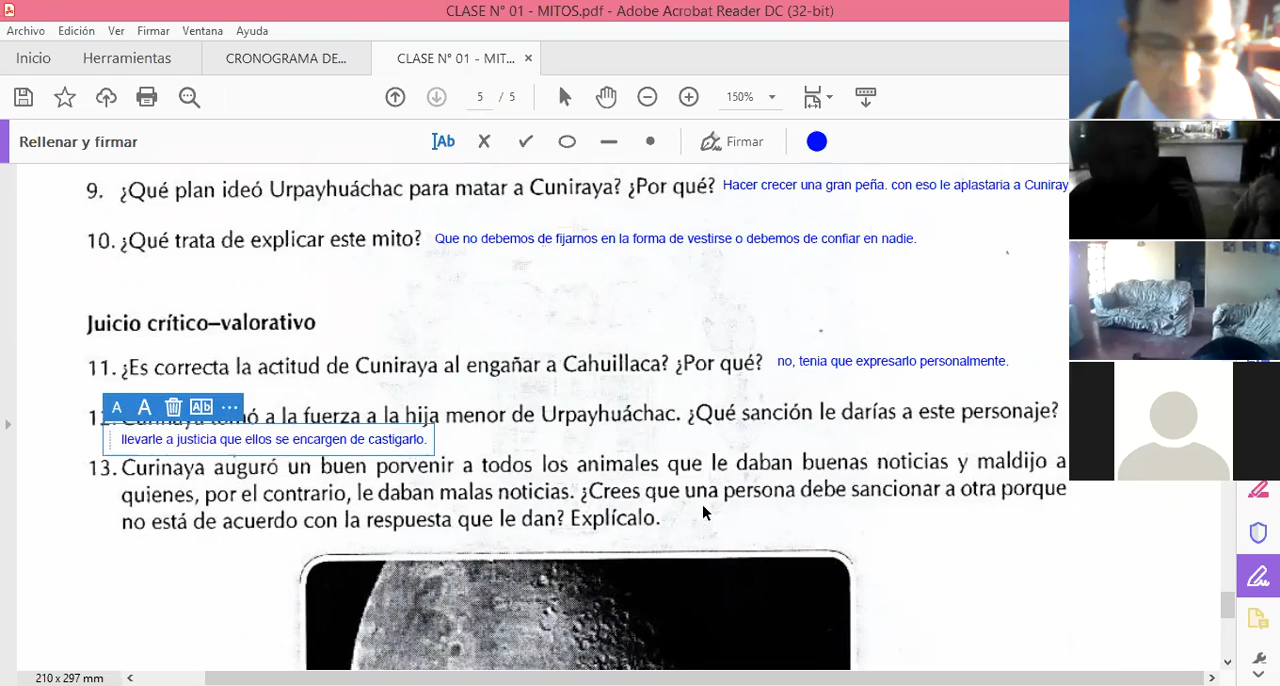 CLASE N° 01 - MITOS.pdf - Adobe Acrobat Reader DC (32-bit)
Archivo Edición Ver Firmar Ventana Ayuda
Inicio Herramientas CRONOGRAMA DE... CLASE N° 01 - MIT... ×
5 / 5 150%
Rellenar y firmar Ab Firmar
9. ¿Qué plan ideó Urpayhuáchac para matar a Cuniraya? ¿Por qué? Hacer crecer una gran peña. con eso le aplastaria a Cuniray
10. ¿Qué trata de explicar este mito? Que no debemos de fijarnos en la forma de vestirse o debemos de confiar en nadie.
Juicio crítico–valorativo
11. ¿Es correcta la actitud de Cuniraya al engañar a Cahuillaca? ¿Por qué? no, tenia que expresarlo personalmente.
A A Ab ...
a la fuerza a la hija menor de Urpayhuáchac. ¿Qué sanción le darías a este personaje?
llevarle a justicia que ellos se encargen de castigarlo.
13. Curinaya auguró un buen porvenir a todos los animales que le daban buenas noticias y maldijo a
quienes, por el contrario, le daban malas noticias. ¿Crees que una persona debe sancionar a otra porque
no está de acuerdo con la respuesta que le dan? Explícalo.
210 x 297 mm